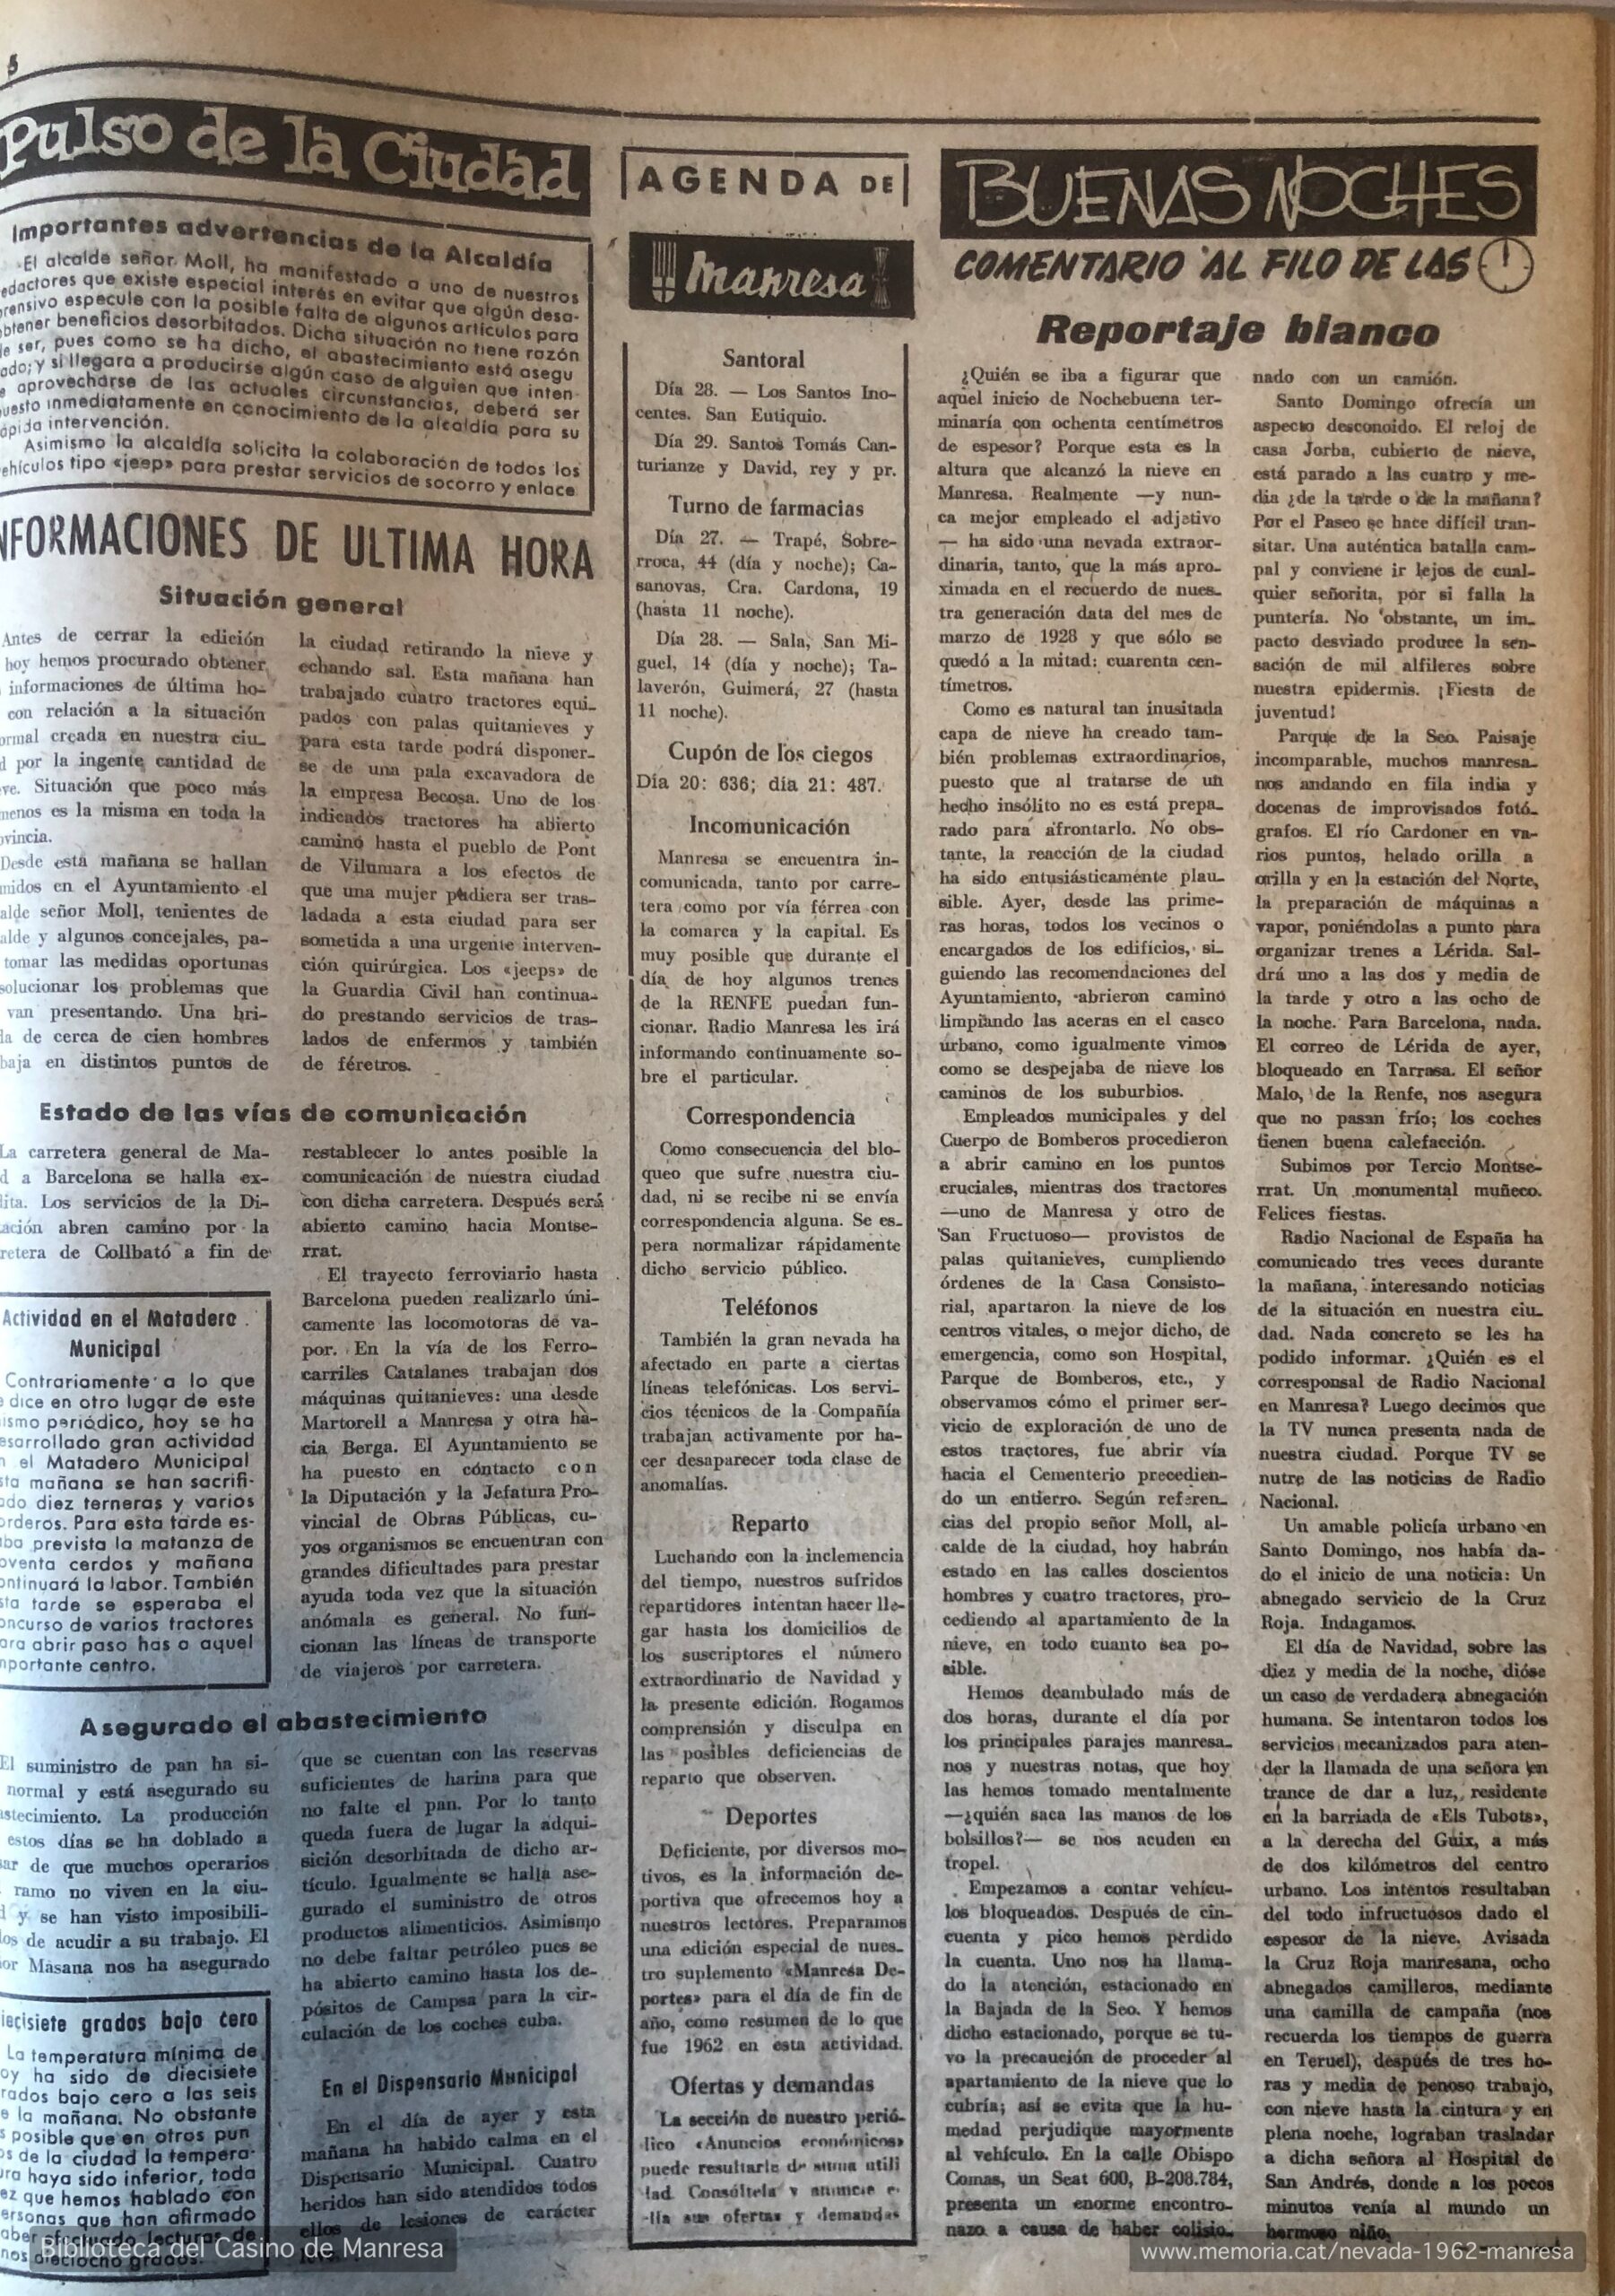 5
Pulso de la Ciudad
Importantes advertencias de la Alcaldía
El alcalde señor Moll, ha manifestado a uno de nuestros
edactores que existe especial interés en evitar que algún desa-
prensivo especule con la posible falta de algunos artículos para
obtener beneficios desorbitados. Dicha situación no tiene razón
de ser, pues como se ha dicho, el abastecimiento está asegu
ado; y si llegara a producirse algún caso de alguien que inten
e aprovecharse de las actuales circunstancias, deberá ser
uesto inmediatamente en conocimiento de la alcaldía para su
ápida intervención.
Asimismo la alcaldía solicita la colaboración de todos los
ehículos tipo «jeep» para prestar servicios de socorro y enlace
NFORMACIONES DE ULTIMA HORA
Situación general
Antes de cerrar la edición
hoy hemos procurado obtener
informaciones de última ho-
con relación a la situación
ormal creada en nuestra ciu-
d por la ingente cantidad de
ve. Situación que poco más
menos es la misma en toda la
ovincia.
Desde esta mañana se hallan
nidos en el Ayuntamiento el
alde señor Moll, tenientes de
alde y algunos concejales, pa-
tomar las medidas oportunas
solucionar los problemas que
van presentando. Una bri-
da de cerca de cien hombres
baja en distintos puntos de
la ciudad retirando la nieve y
echando sal. Esta mañana han
trabajado cuatro tractores equi-
pados con palas quitanieves y
para esta tarde podrá disponer-
se de una pala excavadora de
la empresa Becosa. Uno de los
indicados tractores ha abierto
camino hasta el pueblo de Pont
de Vilumara a los efectos de
que una mujer pudiera ser tras-
ladada a esta ciudad para ser
sometida a una urgente interven-
ción quirúrgica. Los «jeeps» de
la Guardia Civil han continua-
do prestando servicios de tras-
lados de enfermos y también
de féretros.
Estado de las vías de comunicación
La carretera general de Ma-
d a Barcelona se halla ex-
dita. Los servicios de la Di-
ación abren camino por la
retera de Collbató a fin de
restablecer lo antes posible la
comunicación de nuestra ciudad
con dicha carretera. Después será
abierto camino hacia Montse-
rrat.
El trayecto ferroviario hasta
Barcelona pueden realizarlo úni-
camente las locomotoras de va-
por. En la vía de los Ferro-
carriles Catalanes trabajan dos
máquinas quitanieves: una desde
Martorell a Manresa y otra ha-
cia Berga. El Ayuntamiento se
ha puesto en contacto con
la Diputación y la Jefatura Pro-
vincial de Obras Públicas, cu-
yos organismos se encuentran con
grandes dificultades para prestar
ayuda toda vez que la situación
anómala es general. No fun-
cionan las líneas de transporte
de viajeros por carretera.
Actividad en el Matadero
Municipal
Contrariamente a lo que
e dice en otro lugar de este
ismo periódico, hoy se ha
esarrollado gran actividad
n el Matadero Municipal
sta mañana se han sacrifi-
ado diez terneras y varios
orderos. Para esta tarde es-
aba prevista la matanza de
oventa cerdos y mañana
ontinuará la labor. También
sta tarde se esperaba el
oncurso de varios tractores
ara abrir paso has a aquel
mportante centro.
Asegurado el abastecimiento
El suministro de pan ha si-
normal y está asegurado su
astecimiento. La producción
estos días se ha doblado a
sar de que muchos operarios
ramo no viven en la ciu-
d y se han visto imposibili-
dos de acudir a su trabajo. El
or Masana nos ha asegurado
que se cuentan con las reservas
suficientes de harina para que
no falte el pan. Por lo tanto
queda fuera de lugar la adqui-
sición desorbitada de dicho ar-
tículo. Igualmente se halla ase-
gurado el suministro de otros
productos alimenticios. Asimismo
no debe faltar petróleo pues se
ha abierto camino hasta los de-
pósitos de Campsa para la cir-
culación de los coches cuba.
iecisiete grados bajo cero
La temperatura mínima de
oy ha sido de diecisiete
rados bajo cero a las seis
e la mañana. No obstante
s posible que en otros pun
os de la ciudad la tempera-
ura haya sido inferior, toda
ez que hemos hablado con
ersonas que han afirmado
aber efectuado lecturas de
nos dieciocho grados.
En el Dispensario Municipal
En el día de ayer y esta
mañana ha habido calma en el
Dispensario Municipal. Cuatro
heridos han sido atendidos todos
ellos de lesiones de carácter
AGENDA DE
Manresa
Santoral
Día 28. — Los Santos Ino-
centes. San Eutiquio.
Día 29. Santos Tomás Can-
turianze y David, rey y pr.
Turno de farmacias
Día 27. — Trapé, Sobre-
rroca, 44 (día y noche); Ca-
sanovas, Cra. Cardona, 19
(hasta 11 noche).
Día 28. — Sala, San Mi-
guel, 14 (día y noche); Ta-
laverón, Guimerá, 27 (hasta
11 noche).
Cupón de los ciegos
Día 20: 636; día 21: 487.
Incomunicación
Manresa se encuentra in-
comunicada, tanto por carre-
tera como por vía férrea con
la comarca y la capital. Es
muy posible que durante el
día de hoy algunos trenes
de la RENFE puedan fun-
cionar. Radio Manresa les irá
informando continuamente so-
bre el particular.
Correspondencia
Como consecuencia del blo-
queo que sufre nuestra ciu-
dad, ni se recibe ni se envía
correspondencia alguna. Se es-
pera normalizar rápidamente
dicho servicio público.
Teléfonos
También la gran nevada ha
afectado en parte a ciertas
líneas telefónicas. Los servi-
cios técnicos de la Compañía
trabajan activamente por ha-
cer desaparecer toda clase de
anomalías.
Reparto
Luchando con la inclemencia
del tiempo, nuestros sufridos
repartidores intentan hacer lle-
gar hasta los domicilios de
los suscriptores el número
extraordinario de Navidad y
la presente edición. Rogamos
comprensión y disculpa en
las posibles deficiencias de
reparto que observen.
Deportes
Deficiente, por diversos mo-
tivos, es la información de-
portiva que ofrecemos hoy a
nuestros lectores. Preparamos
una edición especial de nues-
tro suplemento «Manresa De-
portes» para el día de fin de
año, como resumen de lo que
fue 1962 en esta actividad.
Ofertas y demandas
La sección de nuestro perió-
dico «Anuncios económicos»
puede resultarle de suma utili
dad. Consúltela y anuncie e
ella sus ofertas y demandas
BUENAS NOCHES
COMENTARIO AL FILO DE LAS
Reportaje blanco
¿Quién se iba a figurar que
aquel inicio de Nochebuena ter-
minaría con ochenta centímetros
de espesor? Porque esta es la
altura que alcanzó la nieve en
Manresa. Realmente —y nun-
ca mejor empleado el adjetivo
— ha sido una nevada extraor-
dinaria, tanto, que la más apro-
ximada en el recuerdo de nues-
tra generación data del mes de
marzo de 1928 y que sólo se
quedó a la mitad: cuarenta cen-
tímetros.
Como es natural tan inusitada
capa de nieve ha creado tam-
bién problemas extraordinarios,
puesto que al tratarse de un
hecho insólito no es está prepa-
rado para afrontarlo. No obs-
tante, la reacción de la ciudad
ha sido entusiásticamente plau-
sible. Ayer, desde las prime-
ras horas, todos los vecinos o
encargados de los edificios, si-
guiendo las recomendaciones del
Ayuntamiento, abrieron camino
limpiando las aceras en el casco
urbano, como igualmente vimos
como se despejaba de nieve los
caminos de los suburbios.
Empleados municipales y del
Cuerpo de Bomberos procedieron
a abrir camino en los puntos
cruciales, mientras dos tractores
—uno de Manresa y otro de
San Fructuoso— provistos de
palas quitanieves, cumpliendo
órdenes de la Casa Consisto-
rial, apartaron la nieve de los
centros vitales, o mejor dicho, de
emergencia, como son Hospital,
Parque de Bomberos, etc., y
observamos cómo el primer ser-
vicio de exploración de uno de
estos tractores, fue abrir vía
hacia el Cementerio precedien-
do un entierro. Según referen-
cias del propio señor Moll, al-
calde de la ciudad, hoy habrán
estado en las calles doscientos
hombres y cuatro tractores, pro-
cediendo al apartamiento de la
nieve, en todo cuanto sea po-
sible.
Hemos deambulado más de
dos horas, durante el día por
los principales parajes manresa-
nos y nuestras notas, que hoy
las hemos tomado mentalmente
—¿quién saca las manos de los
bolsillos?— se nos acuden en
tropel.
Empezamos a contar vehícu-
los bloqueados. Después de cin-
cuenta y pico hemos perdido
la cuenta. Uno nos ha llama-
do la atención, estacionado en
la Bajada de la Seo. Y hemos
dicho estacionado, porque se tu-
vo la precaución de proceder al
apartamiento de la nieve que lo
cubría; así se evita que la hu-
medad perjudique mayormente
al vehículo. En la calle Obispo
Comas, un Seat 600, B-208.784,
presenta un enorme encontro-
nazo a causa de haber colisio-
nado con un camión.
Santo Domingo ofrecía un
aspecto desconoido. El reloj de
casa Jorba, cubierto de nieve,
está parado a las cuatro y me-
dia ¿de la tarde o de la mañana?
Por el Paseo se hace difícil tran-
sitar. Una auténtica batalla cam-
pal y conviene ir lejos de cual-
quier señorita, por si falla la
puntería. No obstante, un im-
pacto desviado produce la sen-
sación de mil alfileres sobre
nuestra epidermis. ¡Fiesta de
juventud!
Parque de la Seo. Paisaje
incomparable, muchos manresa-
nos andando en fila india y
docenas de improvisados fotó-
grafos. El río Cardoner en va-
rios puntos, helado orilla a
orilla y en la estación del Norte,
la preparación de máquinas a
vapor, poniéndolas a punto para
organizar trenes a Lérida. Sal-
drá uno a las dos y media de
la tarde y otro a las ocho de
la noche. Para Barcelona, nada.
El correo de Lérida de ayer,
bloqueado en Tarrasa. El señor
Malo, de la Renfe, nos asegura
que no pasan frío; los coches
tienen buena calefacción.
Subimos por Tercio Montse-
rrat. Un monumental muñeco.
Felices fiestas.
Radio Nacional de España ha
comunicado tres veces durante
la mañana, interesando noticias
de la situación en nuestra ciu-
dad. Nada concreto se les ha
podido informar. ¿Quién es el
corresponsal de Radio Nacional
en Manresa? Luego decimos que
la TV nunca presenta nada de
nuestra ciudad. Porque TV se
nutre de las noticias de Radio
Nacional.
Un amable policía urbano en
Santo Domingo, nos había da-
do el inicio de una noticia: Un
abnegado servicio de la Cruz
Roja. Indagamos.
El día de Navidad, sobre las
diez y media de la noche, dióse
un caso de verdadera abnegación
humana. Se intentaron todos los
servicios mecanizados para aten-
der la llamada de una señora en
trance de dar a luz, residente
en la barriada de «Els Tubots»,
a la derecha del Guix, a más
de dos kilómetros del centro
urbano. Los intentos resultaban
del todo infructuosos dado el
espesor de la nieve. Avisada
la Cruz Roja manresana, ocho
abnegados camilleros, mediante
una camilla de campaña (nos
recuerda los tiempos de guerra
en Teruel), después de tres ho-
ras y media de penoso trabajo,
con nieve hasta la cintura y en
plena noche, lograban trasladar
a dicha señora al Hospital de
San Andrés, donde a los pocos
minutos venía al mundo un
hermoso niño.
Biblioteca del Casino de Manresa
www.memoria.cat/nevada-1962-manresa